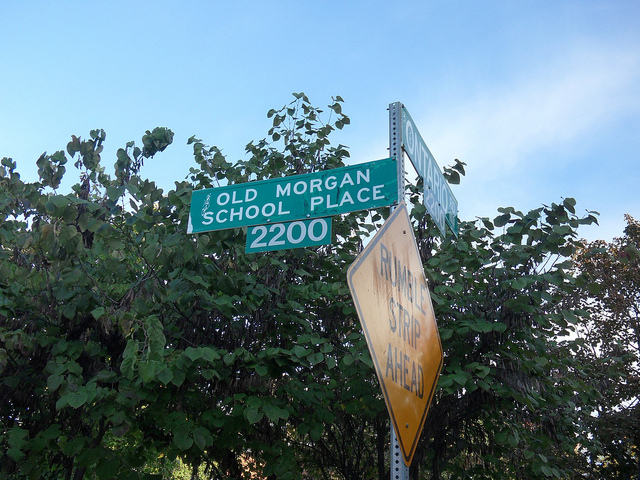 OLD MORGAN
SCHOOL PLACE
2200
RUMBLE
STRIP
AHEAD